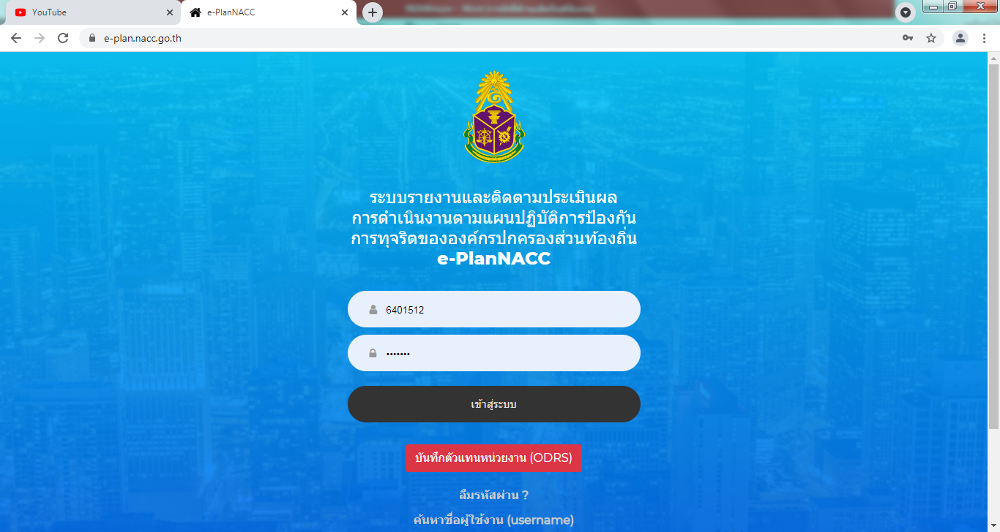 YouTube
e-PlanNACC
e-plan.nacc.go.th
ระบบรายงานและติดตามประเมินผล
การดำเนินงานตามแผนปฏิบัติการป้องกัน
การทุจริตขององค์กรปกครองส่วนท้องถิ่น
e-PlanNACC
6401512
•••••••
เข้าสู่ระบบ
บันทึกตัวแทนหน่วยงาน (ODRS)
ลืมรหัสผ่าน ?
ค้นหาชื่อผู้ใช้งาน (username)